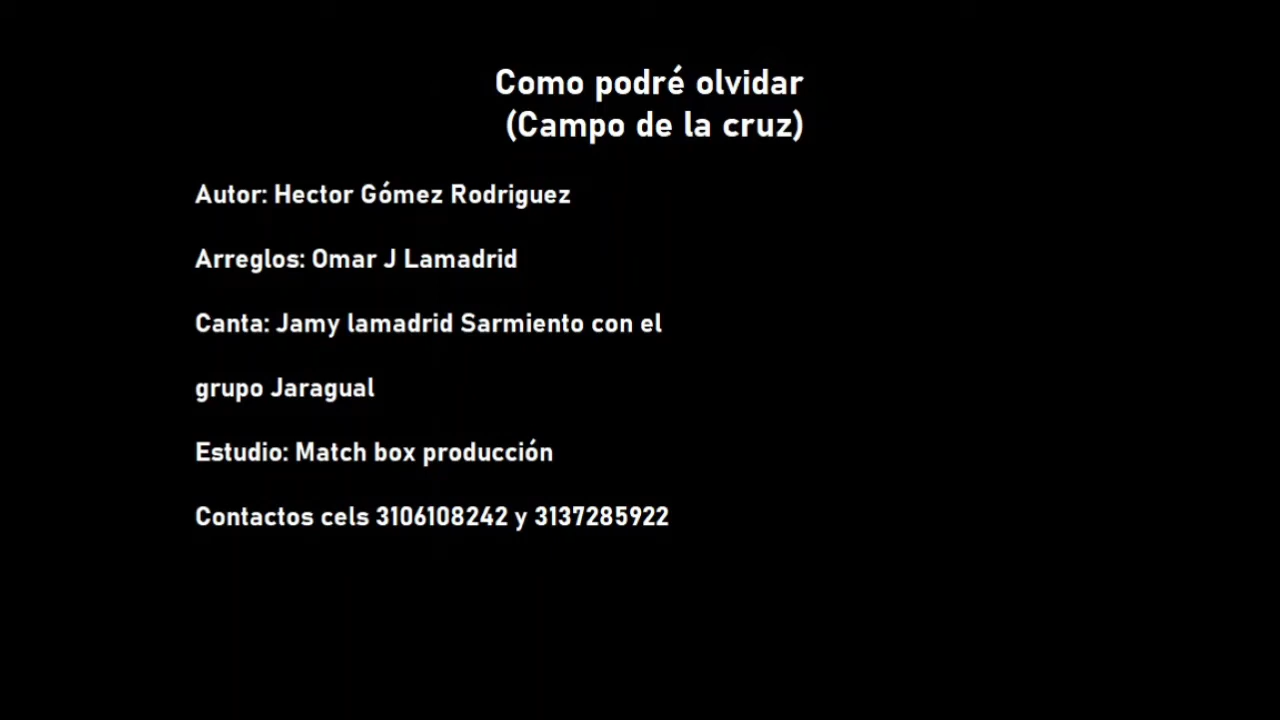 Como podré olvidar
(Campo de la cruz)
Autor: Hector Gómez Rodriguez
Arreglos: Omar J Lamadrid
Canta: Jamy lamadrid Sarmiento con el
grupo Jaragual
Estudio: Match box producción
Contactos cels 3106108242 y 3137285922